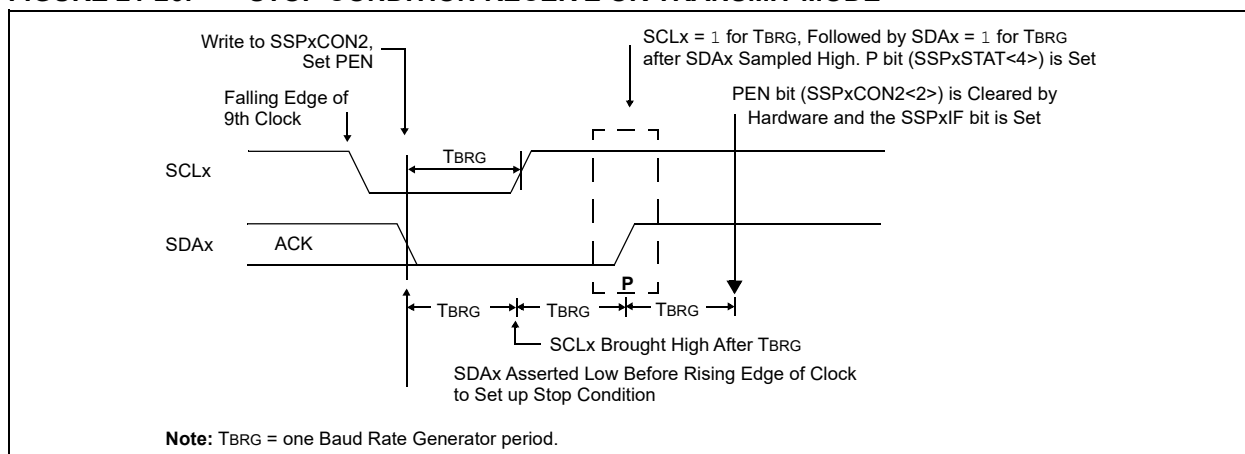 Write to SSPxCON2,
Set PEN
SCLx = 1 for TBRG, Followed by SDAx = 1 for TBRG
after SDAx Sampled High. P bit (SSPxSTAT<4>) is Set
Falling Edge of
9th Clock
PEN bit (SSPxCON2<2>) is Cleared by
Hardware and the SSPxIF bit is Set
SCLx
TBRG
SDAx
ACK
P
TBRG
TBRG
TBRG
SCLx Brought High After TBRG
SDAx Asserted Low Before Rising Edge of Clock
to Set up Stop Condition
Note: TBRG = one Baud Rate Generator period.